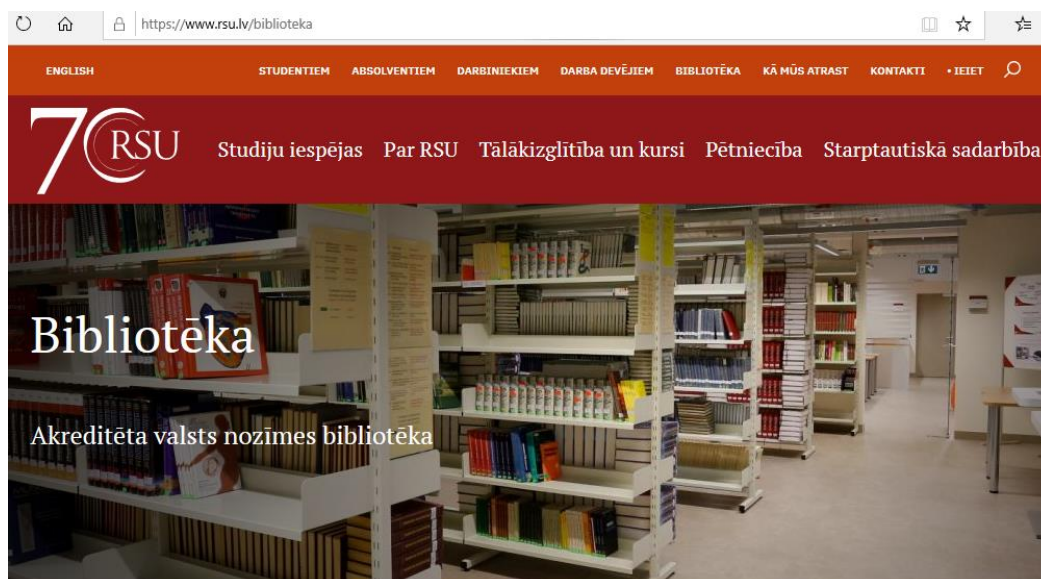 https://www.rsu.lv/biblioteka
ENGLISH STUDENTIEM ABSOLVENTIEM DARBINIEKIEM DARBA DEVĒJIEM BIBLIOTĒKA KĀ MŪS ATRAST KONTAKTI • IEIET
7 RSU Studiju iespējas Par RSU Tālākizglītība un kursi Pētniecība Starptautiskā sadarbība
Bibliotēka
Akreditēta valsts nozīmes bibliotēka